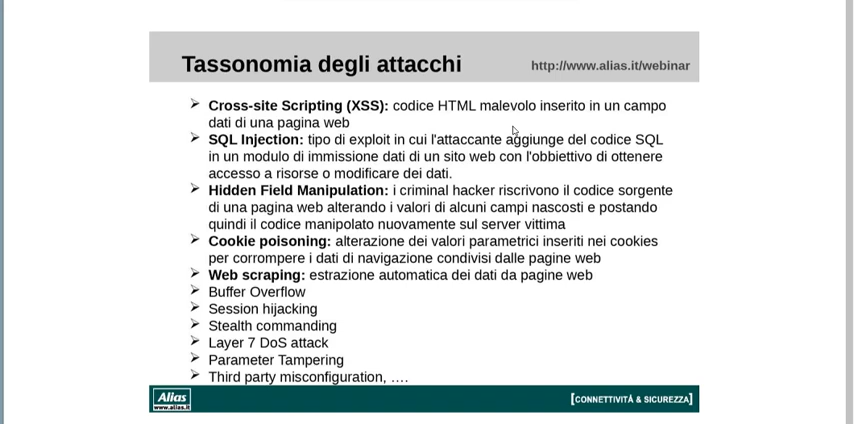 Tassonomia degli attacchi
http://www.alias.it/webinar
Cross-site Scripting (XSS): codice HTML malevolo inserito in un campo
dati di una pagina web
SQL Injection: tipo di exploit in cui l'attaccante aggiunge del codice SQL
in un modulo di immissione dati di un sito web con l'obbiettivo di ottenere
accesso a risorse o modificare dei dati.
Hidden Field Manipulation: i criminal hacker riscrivono il codice sorgente
di una pagina web alterando i valori di alcuni campi nascosti e postando
quindi il codice manipolato nuovamente sul server vittima
Cookie poisoning: alterazione dei valori parametrici inseriti nei cookies
per corrompere i dati di navigazione condivisi dalle pagine web
Web scraping: estrazione automatica dei dati da pagine web
Buffer Overflow
Session hijacking
Stealth commanding
Layer 7 DoS attack
Parameter Tampering
Third party misconfiguration, ….
Alias
www.alias.it
[CONNETTIVITÀ & SICUREZZA]